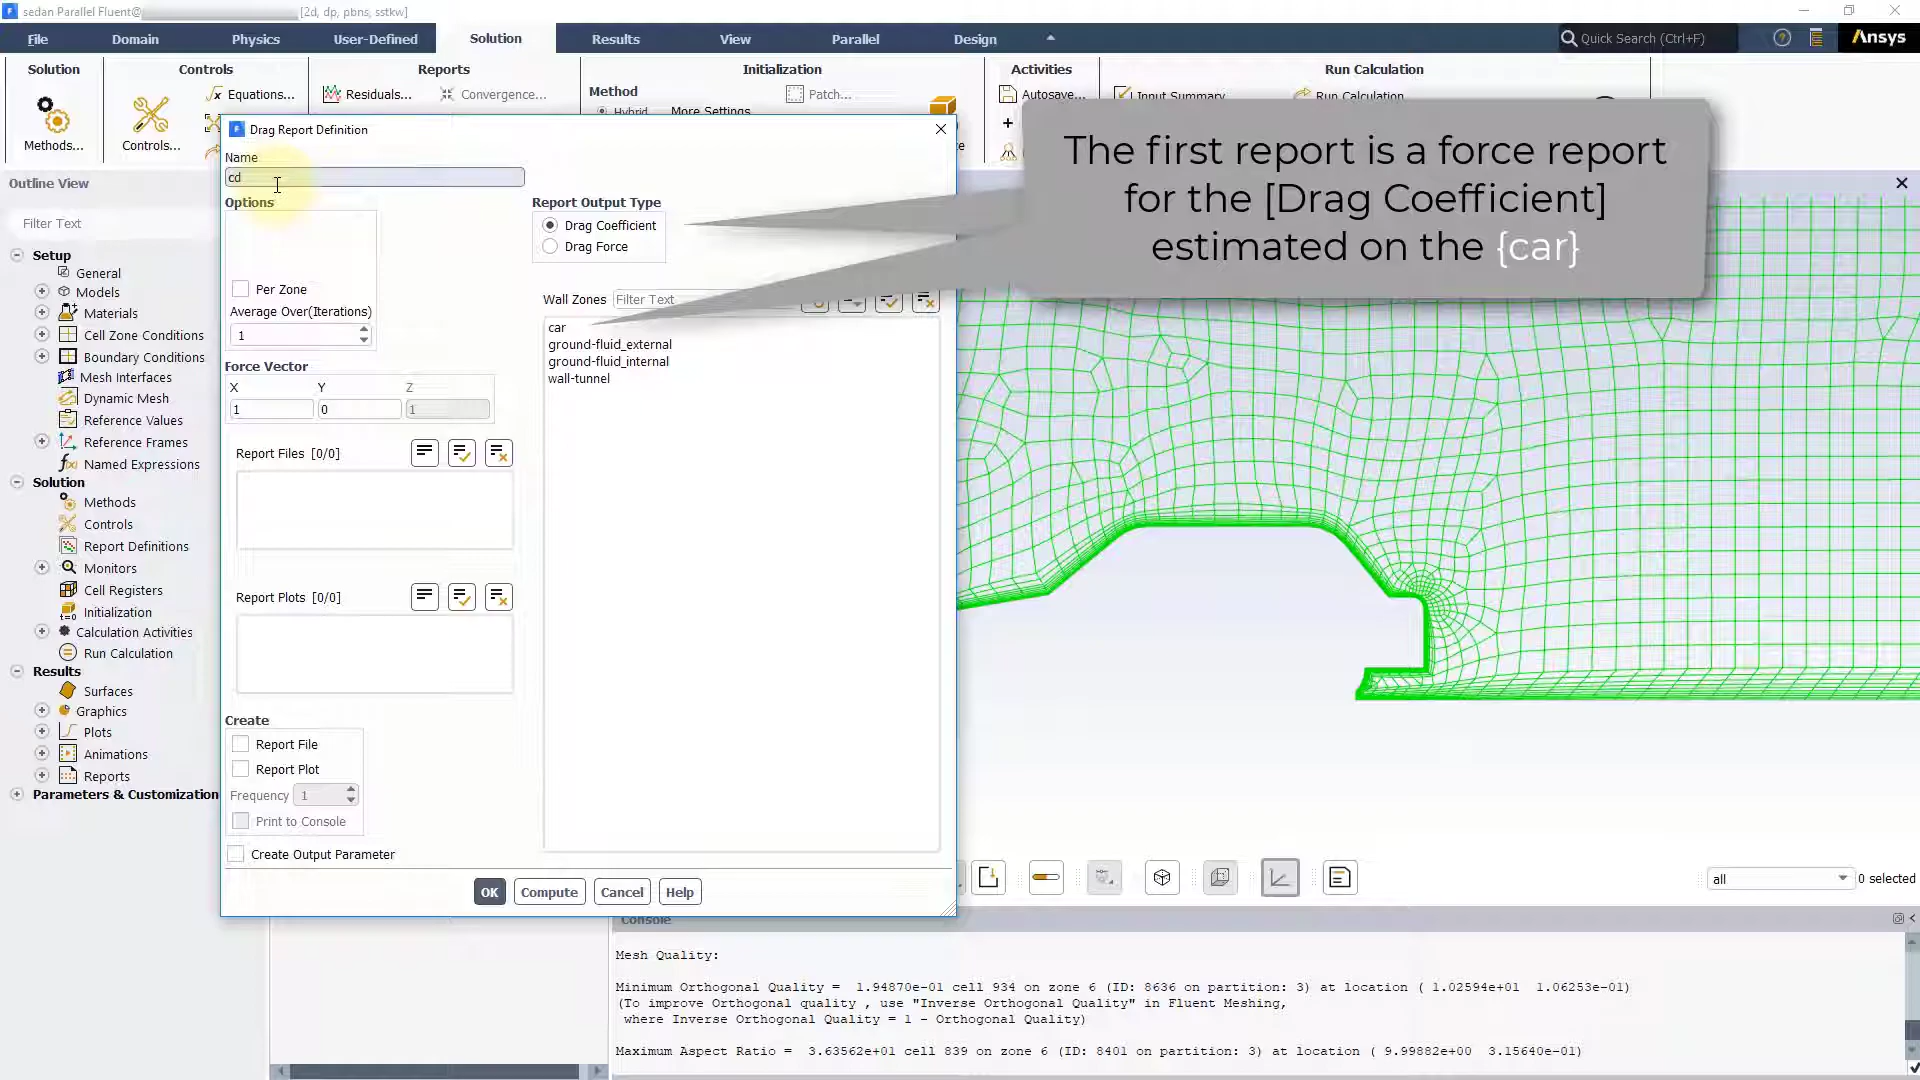 sedan Parallel Fluent@ [2d, dp, pbns, sstkw]
File Domain Physics User-Defined Solution Results View Parallel Design Quick Search (Ctrl+F) Ansys
Solution Controls Reports Initialization Activities Run Calculation
Methods... Controls... Equations... Residuals... Convergence... Method Patch... Autosave... Input Summary... Run Calculation...
Hybrid More Settings...
The first report is a force report
for the [Drag Coefficient]
estimated on the {car}
Outline View
Filter Text
Setup
General
Models
Materials
Cell Zone Conditions
Boundary Conditions
Mesh Interfaces
Dynamic Mesh
Reference Values
Reference Frames
Named Expressions
Solution
Methods
Controls
Report Definitions
Monitors
Cell Registers
Initialization
Calculation Activities
Run Calculation
Results
Surfaces
Graphics
Plots
Animations
Reports
Parameters & Customization
Drag Report Definition
Name
cd
Options
Per Zone
Average Over(Iterations)
1
Force Vector
X Y Z
1 0 1
Report Files [0/0]
Report Plots [0/0]
Create
Report File
Report Plot
Frequency 1
Print to Console
Create Output Parameter
Report Output Type
Drag Coefficient
Drag Force
Wall Zones Filter Text
car
ground-fluid_external
ground-fluid_internal
wall-tunnel
OK Compute Cancel Help
all 0 selected
Console
Mesh Quality:
Minimum Orthogonal Quality = 1.94870e-01 cell 934 on zone 6 (ID: 8636 on partition: 3) at location ( 1.02594e+01 1.06253e-01)
(To improve Orthogonal quality , use "Inverse Orthogonal Quality" in Fluent Meshing,
where Inverse Orthogonal Quality = 1 - Orthogonal Quality)
Maximum Aspect Ratio = 3.63562e+01 cell 839 on zone 6 (ID: 8401 on partition: 3) at location ( 9.99882e+00 3.15640e-01)